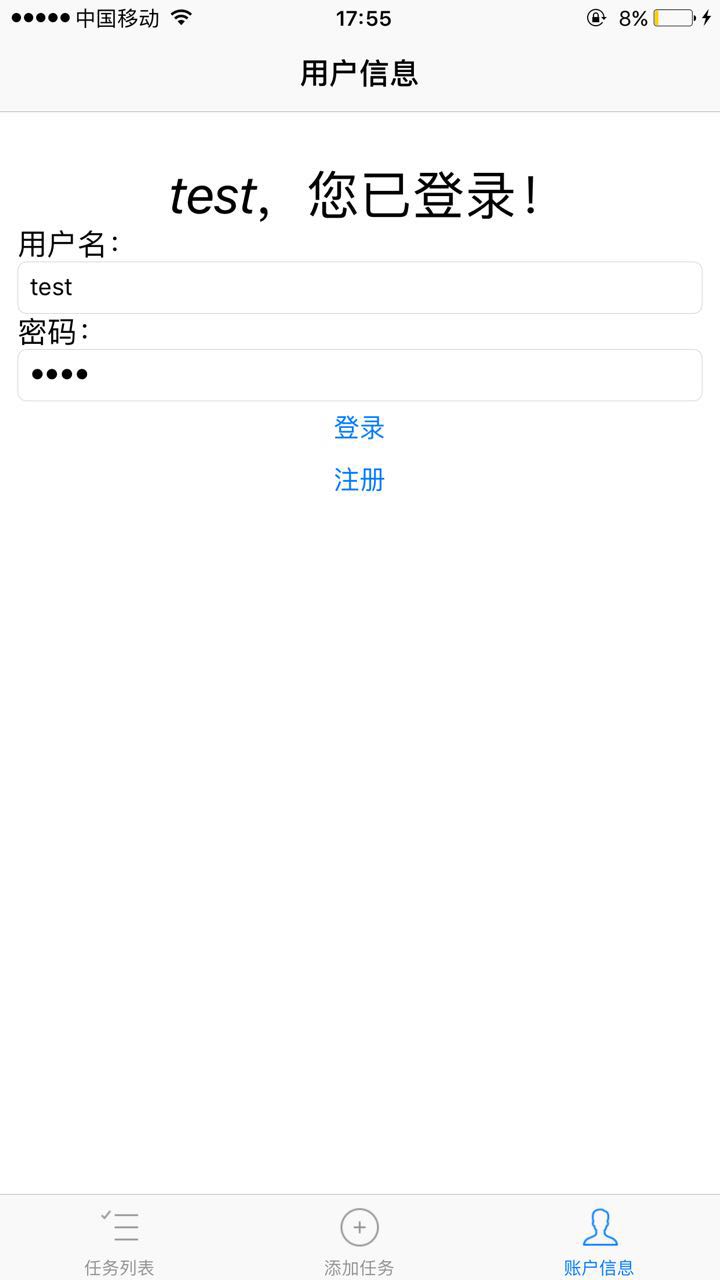 中国移动 17:55 8%
用户信息
test，您已登录！
用户名：
test
密码：
••••
登录
注册
任务列表 添加任务 账户信息